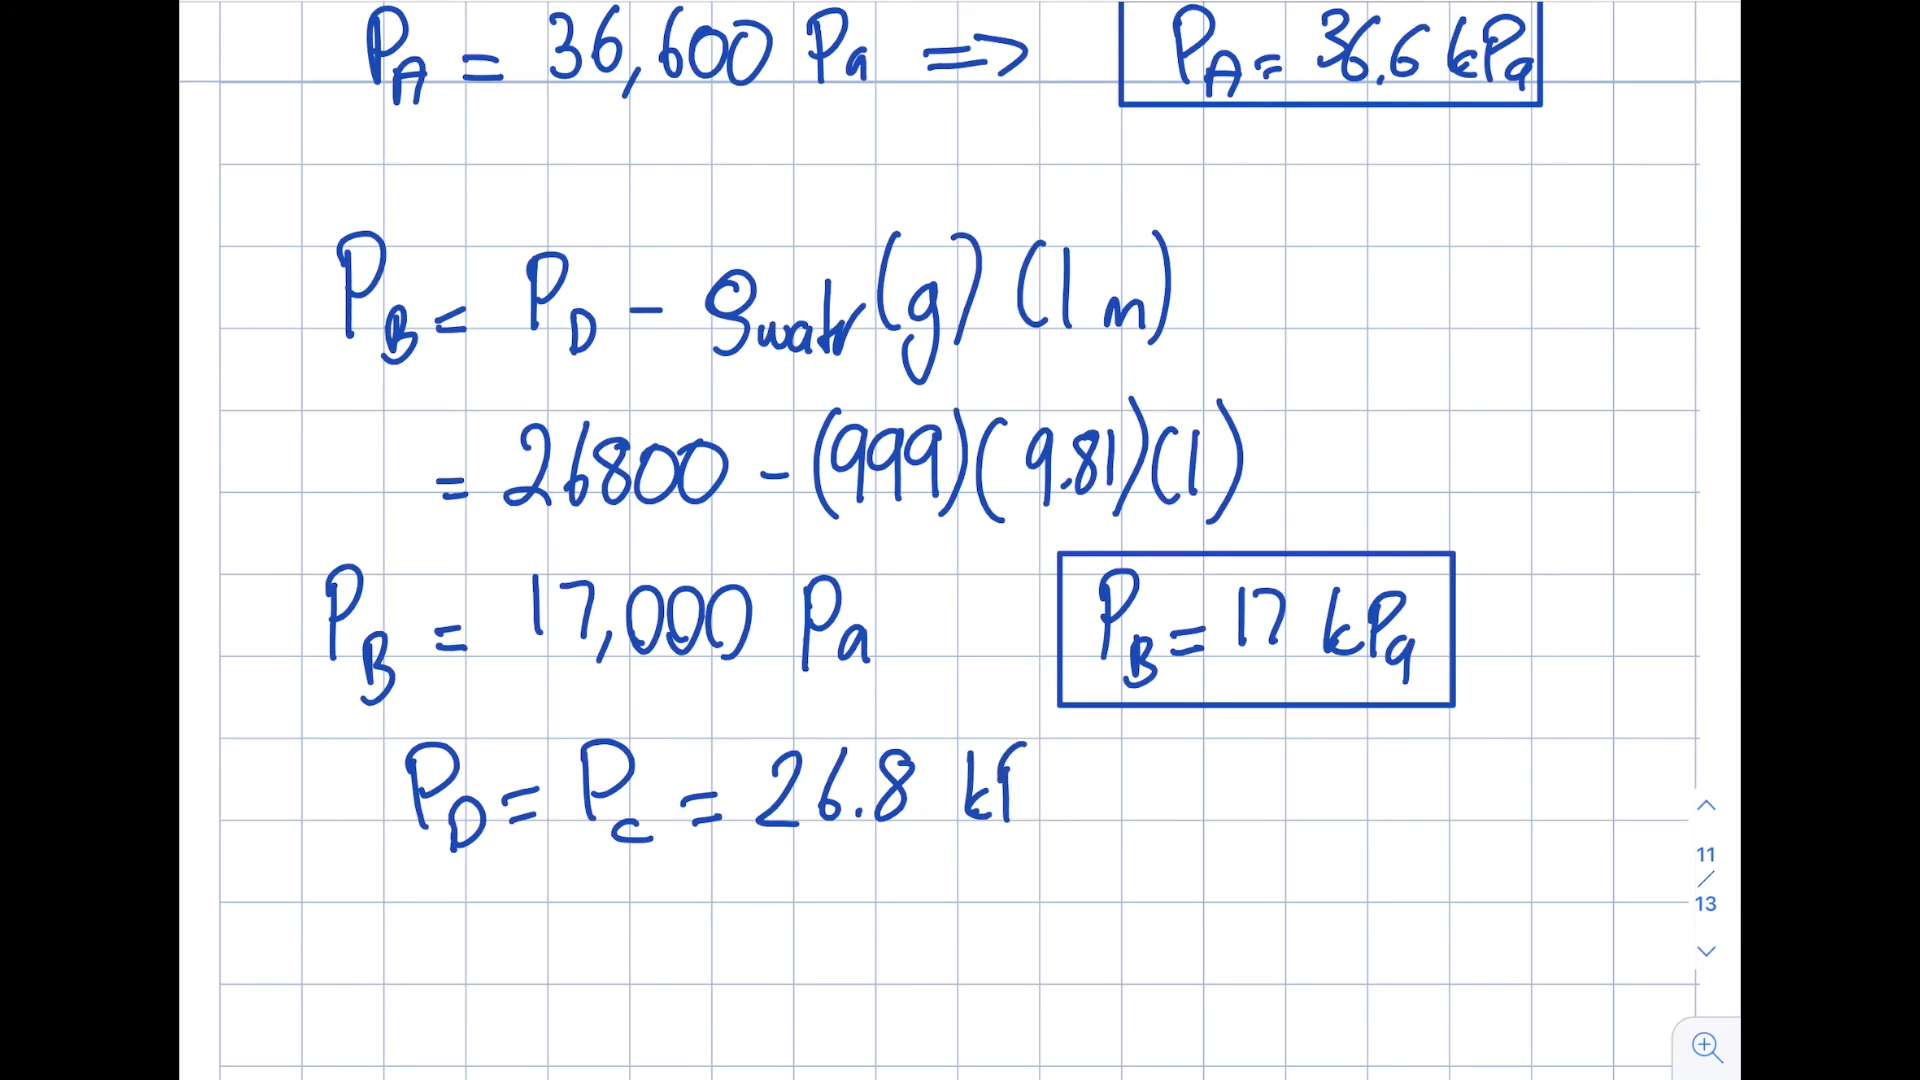 P_A = 36,600 Pa => P_A = 36.6 kPa
P_B = P_D - ρ_watr (g) (1 m)
= 26800 - (999)(9.81)(1)
P_B = 17,000 Pa P_B = 17 kPa
P_D = P_C = 26.8 kP
11
/
13